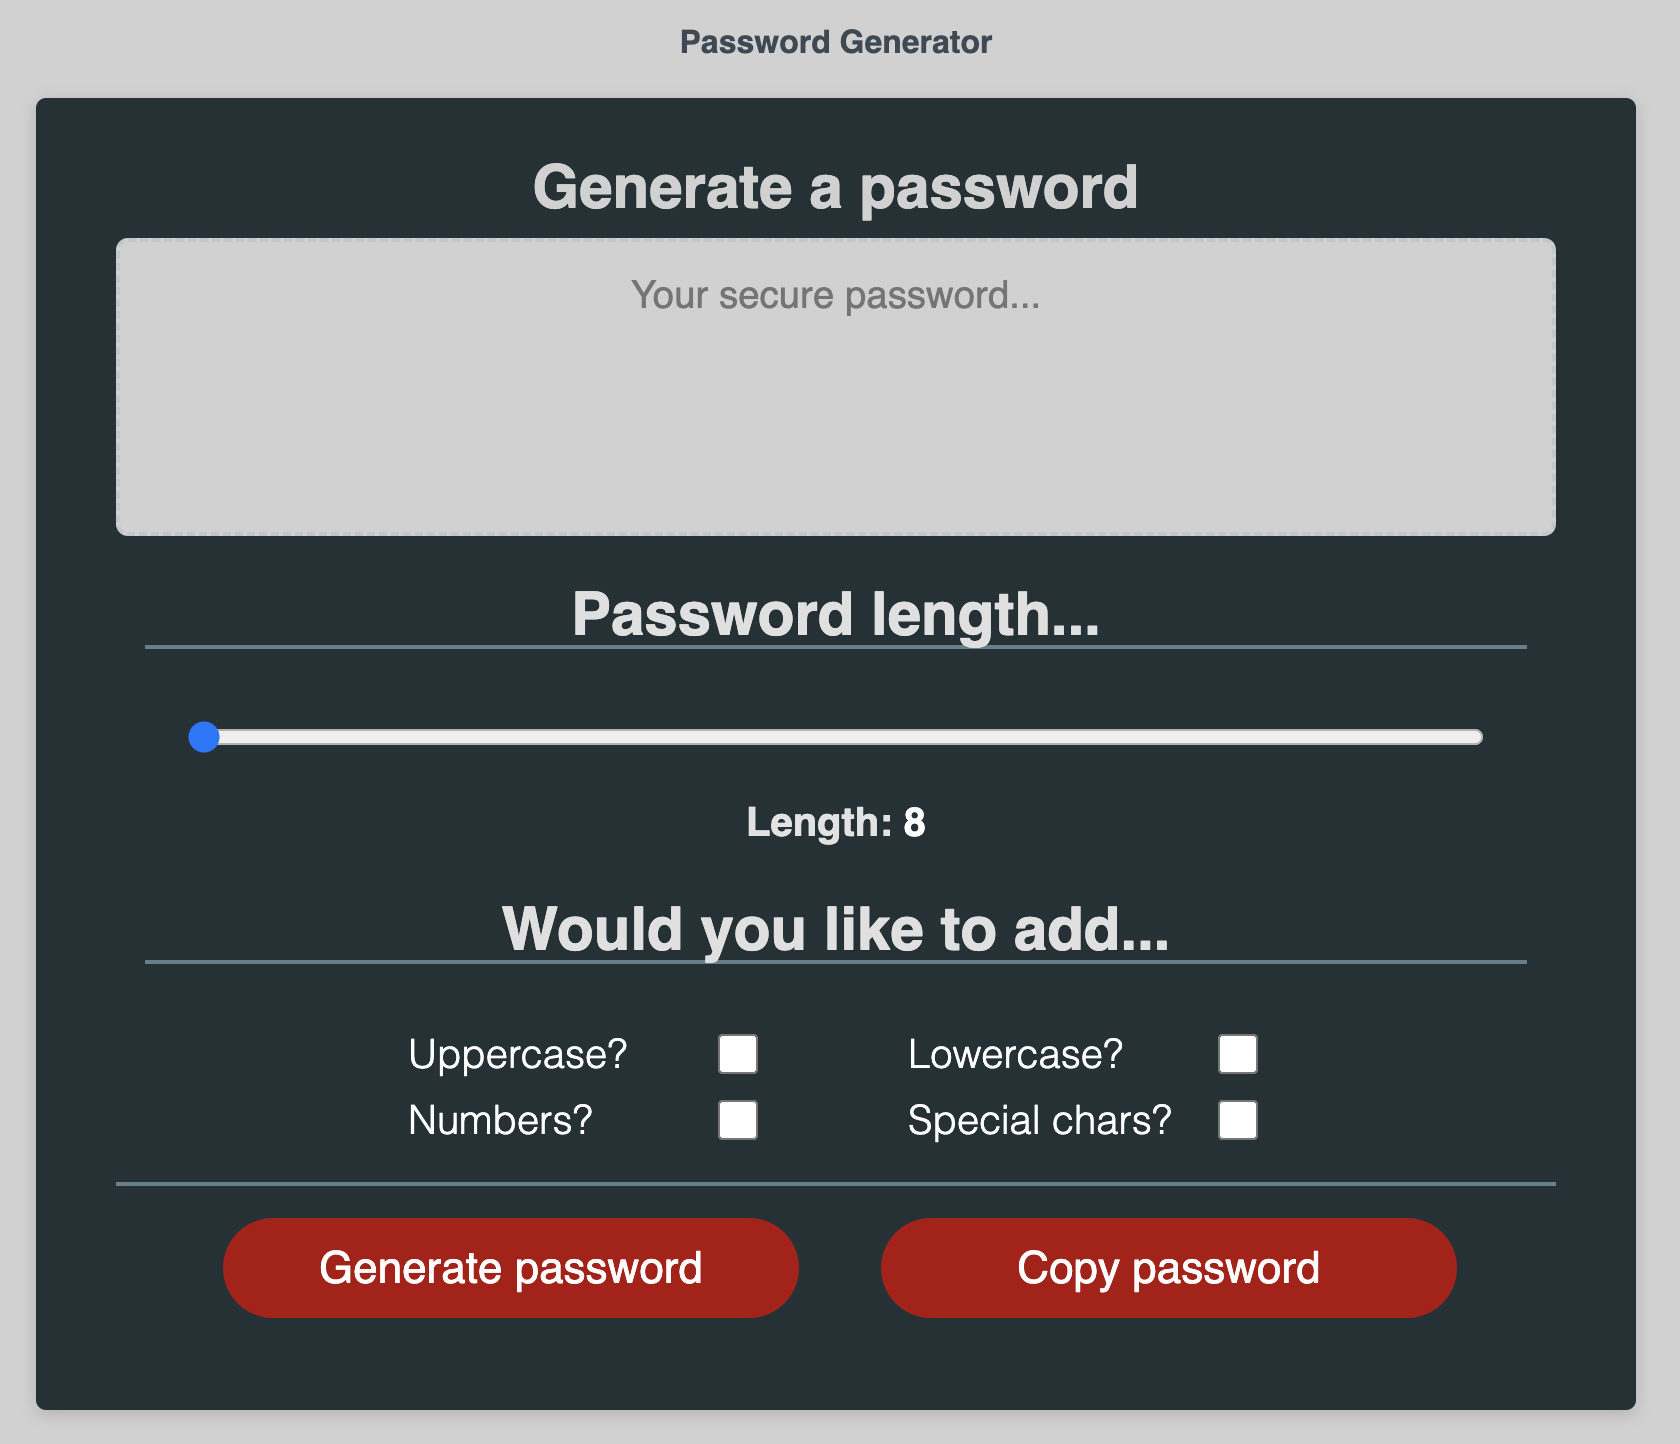 Password Generator
Generate a password
Your secure password...
Password length...
Length: 8
Would you like to add...
Uppercase? Lowercase?
Numbers? Special chars?
Generate password Copy password